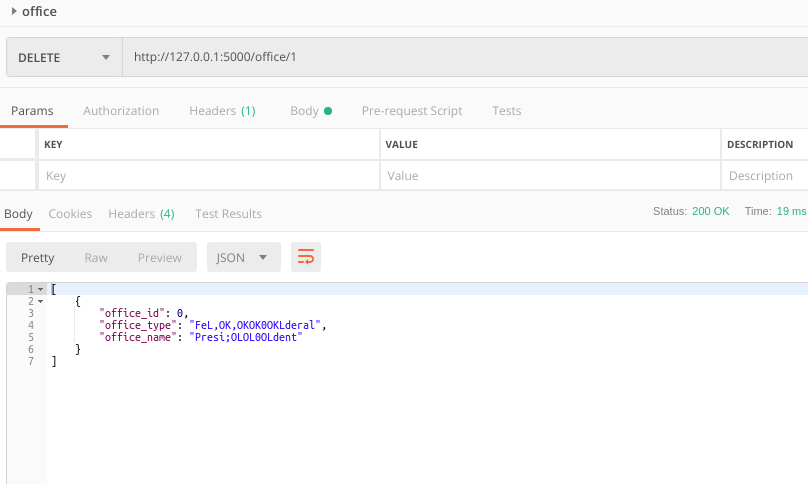 office
DELETE http://127.0.0.1:5000/office/1
Params Authorization Headers (1) Body Pre-request Script Tests
KEY VALUE DESCRIPTION
Key Value Description
Body Cookies Headers (4) Test Results Status: 200 OK Time: 19 ms
Pretty Raw Preview JSON
1 [
2 {
3 "office_id": 0,
4 "office_type": "FeL,OK,OKOK0OKLderal",
5 "office_name": "Presi;OLOL0OLdent"
6 }
7 ]